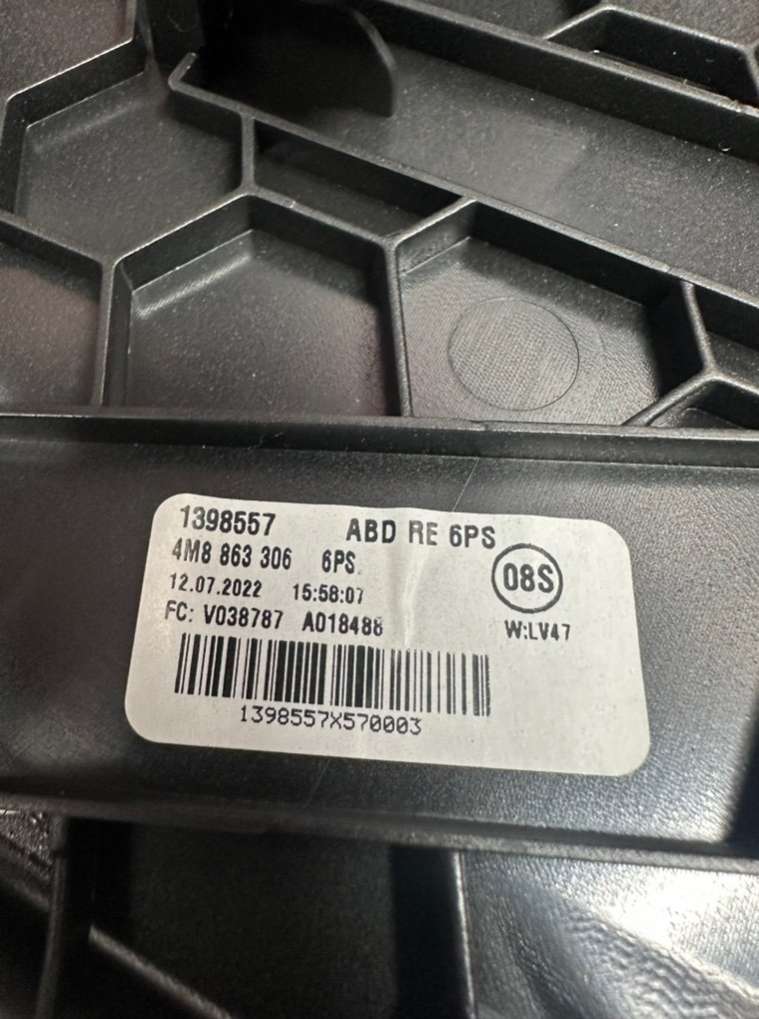 1398557 ABD RE 6PS
4M8 863 306 6PS
08S
12.07.2022 15:58:07
FC: V038787 A018488
W:LV47
1398557X570003